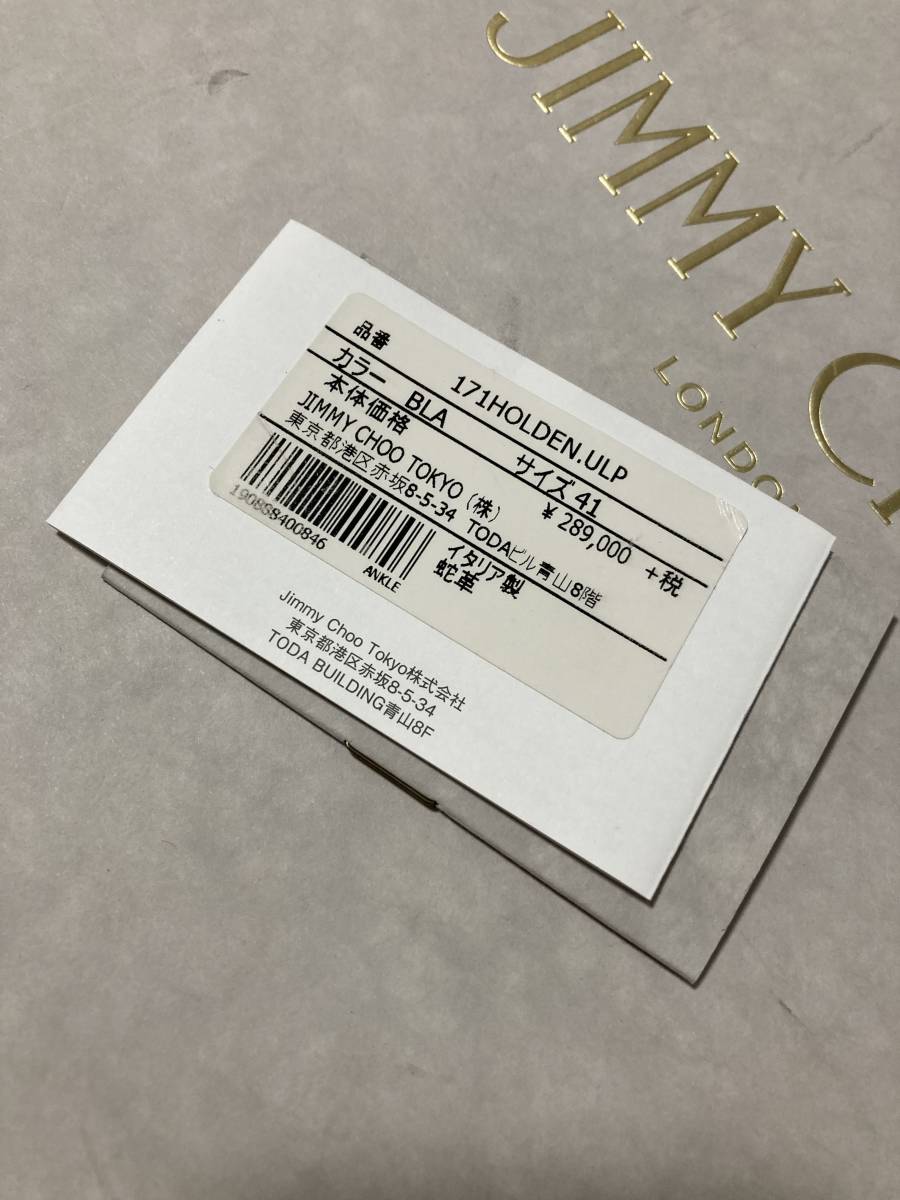 JIMMY C
LONDO
品番 171HOLDEN.ULP
カラー BLA サイズ 41
本体価格 ¥ 289,000 +税
JIMMY CHOO TOKYO (株)
東京都港区赤坂8-5-34 TODAビル青山8階
イタリア製
蛇革
190888400846
ANKLE
Jimmy Choo Tokyo株式会社
東京都港区赤坂8-5-34
TODA BUILDING青山8F